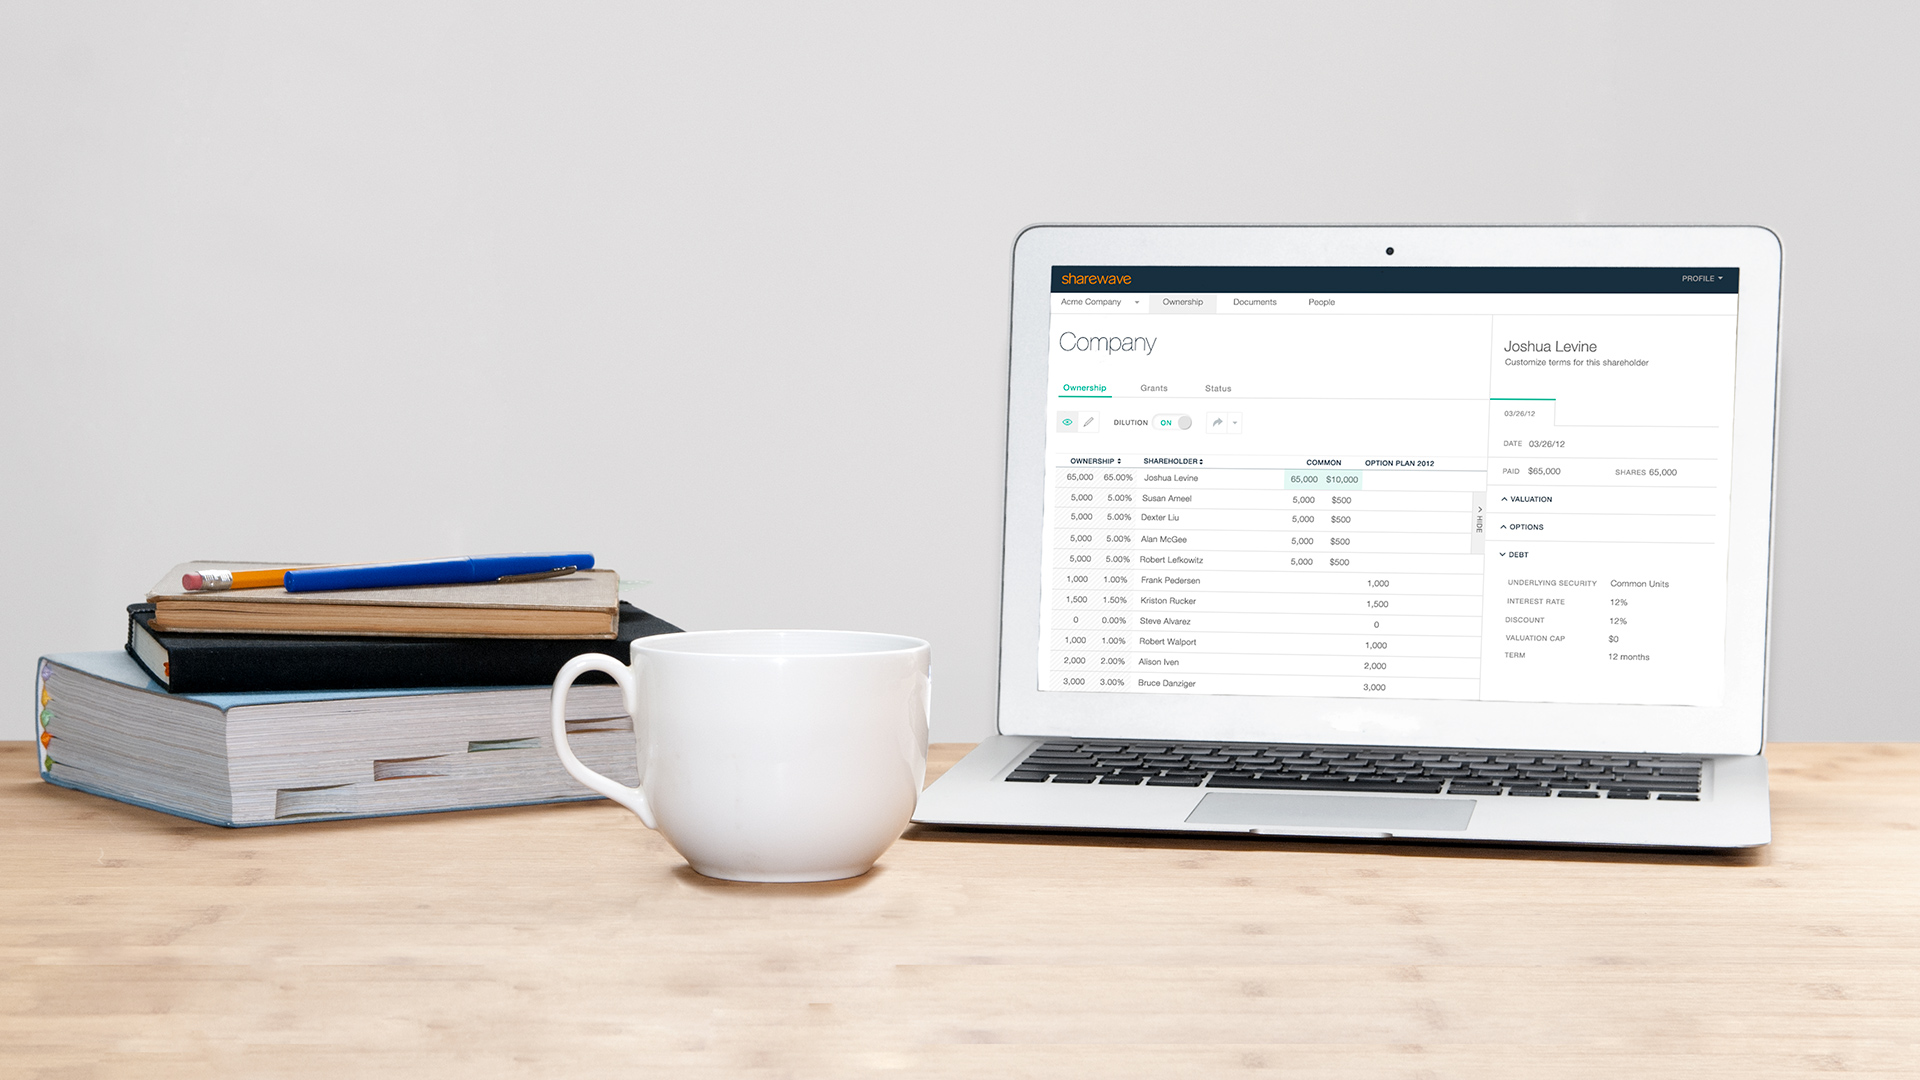 sharewave PROFILE
Acme Company Ownership Documents People
Company
Ownership Grants Status
DILUTION ON
OWNERSHIP SHAREHOLDER COMMON OPTION PLAN 2012
65,000 65.00% Joshua Levine 65,000 $10,000
5,000 5.00% Susan Ameel 5,000 $500
5,000 5.00% Dexter Liu 5,000 $500
5,000 5.00% Alan McGee 5,000 $500
5,000 5.00% Robert Lefkowitz 5,000 $500
1,000 1.00% Frank Pedersen 1,000
1,500 1.50% Kriston Rucker 1,500
0 0.00% Steve Alvarez 0
1,000 1.00% Robert Walport 1,000
2,000 2.00% Alison Iven 2,000
3,000 3.00% Bruce Danziger 3,000
HIDE
Joshua Levine
Customize terms for this shareholder
03/26/12
DATE 03/26/12
PAID $65,000 SHARES 65,000
VALUATION
OPTIONS
DEBT
UNDERLYING SECURITY Common Units
INTEREST RATE 12%
DISCOUNT 12%
VALUATION CAP $0
TERM 12 months